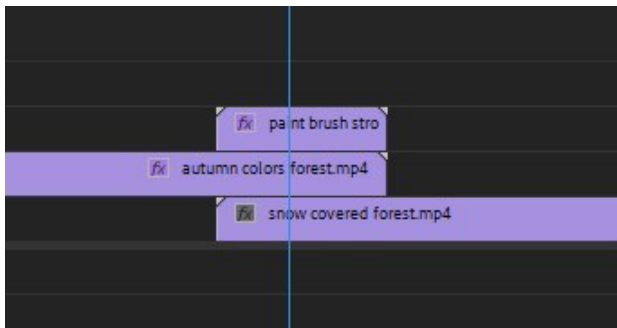 fx paint brush stro
fx autumn colors forest.mp4
fx snow covered forest.mp4